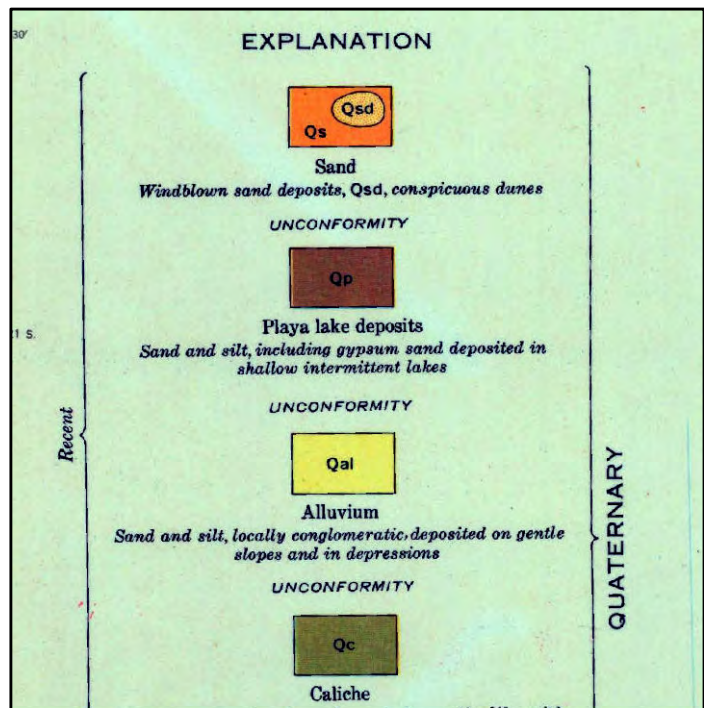 30′
EXPLANATION
Qsd
Qs
Sand
Windblown sand deposits, Qsd, conspicuous dunes
UNCONFORMITY
Qp
Playa lake deposits
21 S.
Sand and silt, including gypsum sand deposited in
shallow intermittent lakes
UNCONFORMITY
Recent
Qal
Alluvium
Sand and silt, locally conglomeratic, deposited on gentle
slopes and in depressions
QUATERNARY
UNCONFORMITY
Qc
Caliche